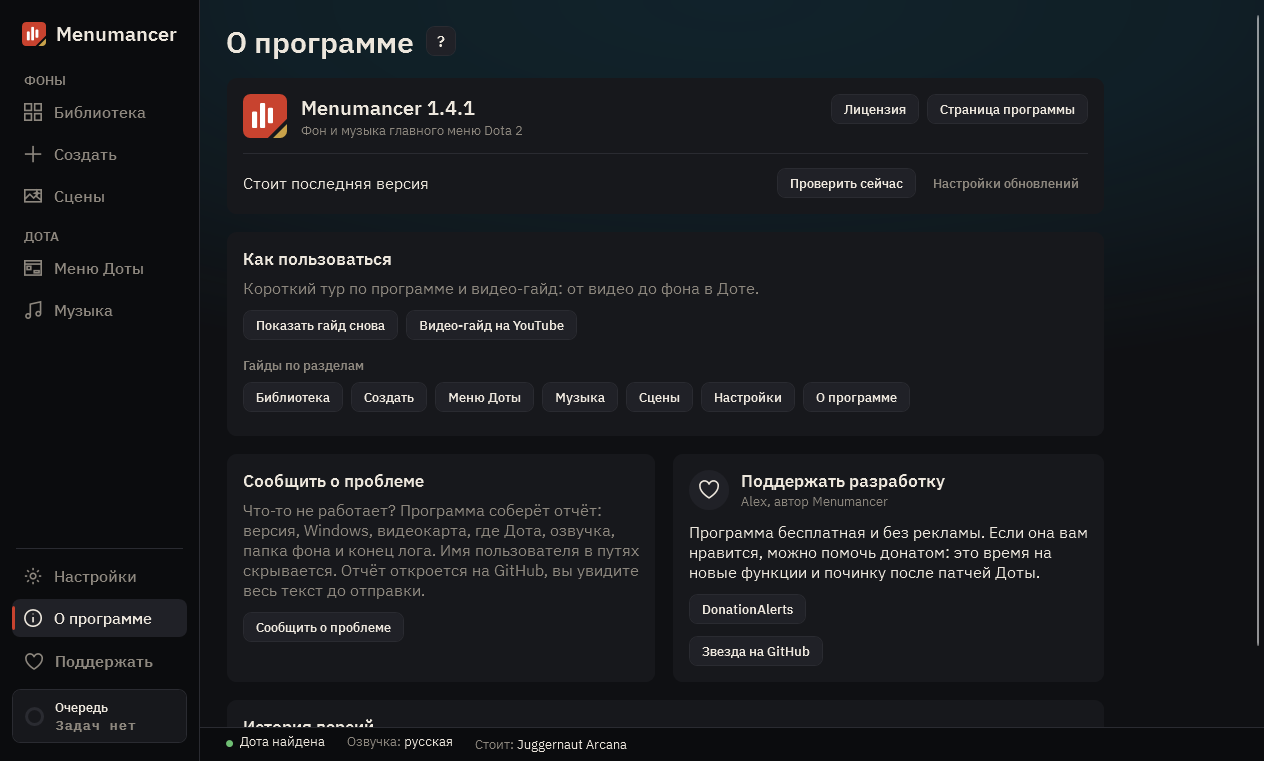 Menumancer
ФОНЫ
Библиотека
Создать
Сцены
ДОТА
Меню Доты
Музыка
Настройки
О программе
Поддержать
Очередь
Задач нет
О программе ?
Menumancer 1.4.1
Фон и музыка главного меню Dota 2
Лицензия
Страница программы
Стоит последняя версия
Проверить сейчас
Настройки обновлений
Как пользоваться
Короткий тур по программе и видео-гайд: от видео до фона в Доте.
Показать гайд снова
Видео-гайд на YouTube
Гайды по разделам
Библиотека
Создать
Меню Доты
Музыка
Сцены
Настройки
О программе
Сообщить о проблеме
Что-то не работает? Программа соберёт отчёт:
версия, Windows, видеокарта, где Дота, озвучка,
папка фона и конец лога. Имя пользователя в путях
скрывается. Отчёт откроется на GitHub, вы увидите
весь текст до отправки.
Сообщить о проблеме
Поддержать разработку
Alex, автор Menumancer
Программа бесплатная и без рекламы. Если она вам
нравится, можно помочь донатом: это время на
новые функции и починку после патчей Доты.
DonationAlerts
Звезда на GitHub
История версий
Дота найдена
Озвучка: русская
Стоит: Juggernaut Arcana